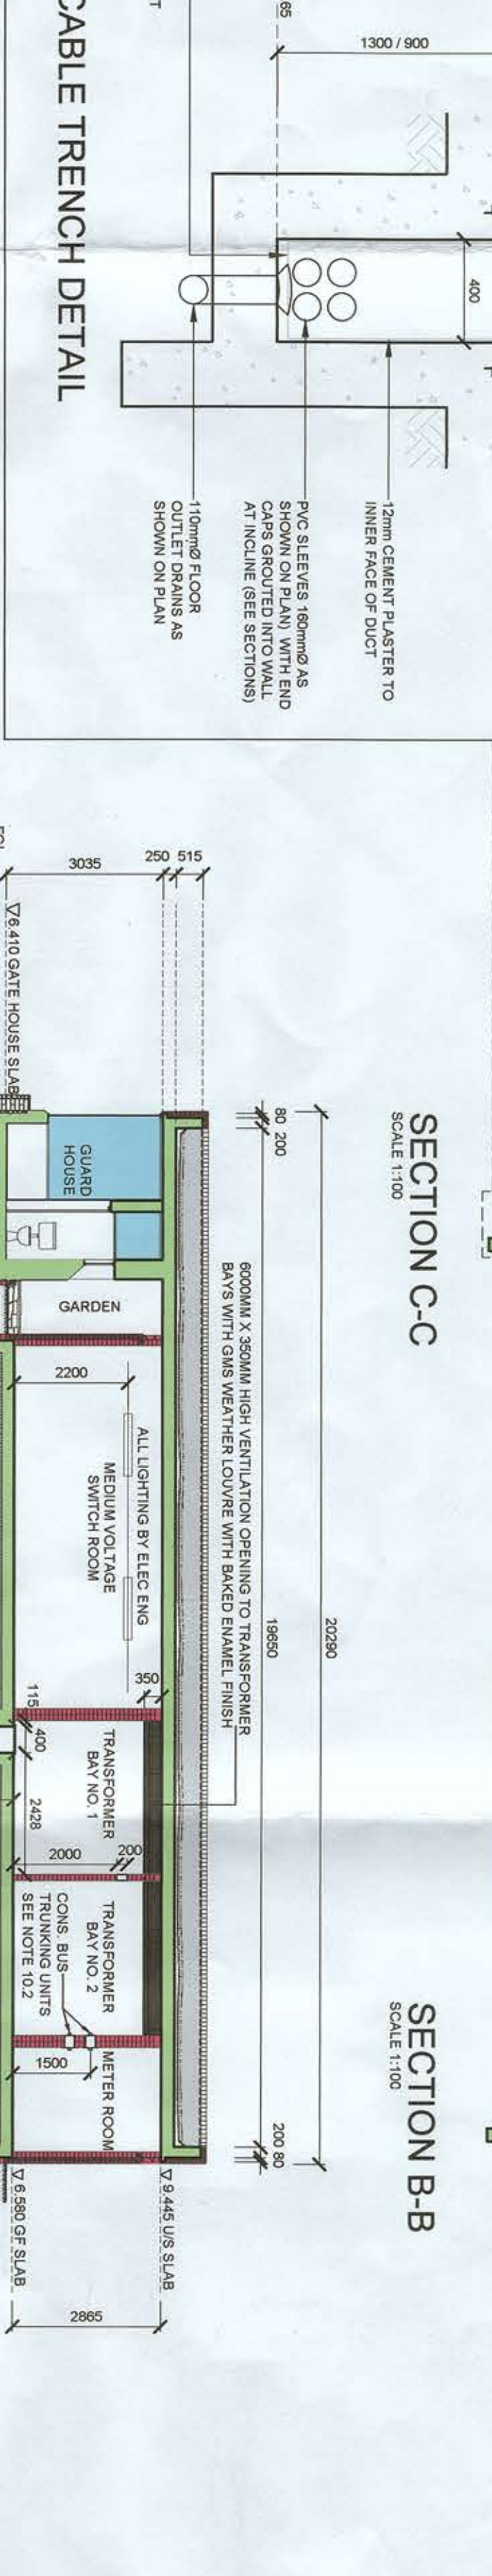 65
1300 / 900
400
12mm CEMENT PLASTER TO
INNER FACE OF DUCT
PVC SLEEVES 160mmØ AS
SHOWN ON PLAN) WITH END
CAPS GROUTED INTO WALL
AT INCLINE (SEE SECTIONS)
110mmØ FLOOR
OUTLET DRAINS AS
SHOWN ON PLAN
CABLE TRENCH DETAIL
SECTION C-C
SCALE 1:100
SECTION B-B
SCALE 1:100
20290
80 200
19650
200 80
6000MM X 350MM HIGH VENTILATION OPENING TO TRANSFORMER
BAYS WITH GMS WEATHER LOUVRE WITH BAKED ENAMEL FINISH
515
250
3035
▽6.410 GATE HOUSE SLAB
GUARD
HOUSE
GARDEN
2200
ALL LIGHTING BY ELEC ENG
MEDIUM VOLTAGE
SWITCH ROOM
350
115
400
2428
TRANSFORMER
BAY NO. 1
2000
200
TRANSFORMER
BAY NO. 2
CONS. BUS
TRUNKING UNITS
SEE NOTE 10.2
METER ROOM
1500
▽9.445 U/S SLAB
▽6.580 GF SLAB
2865